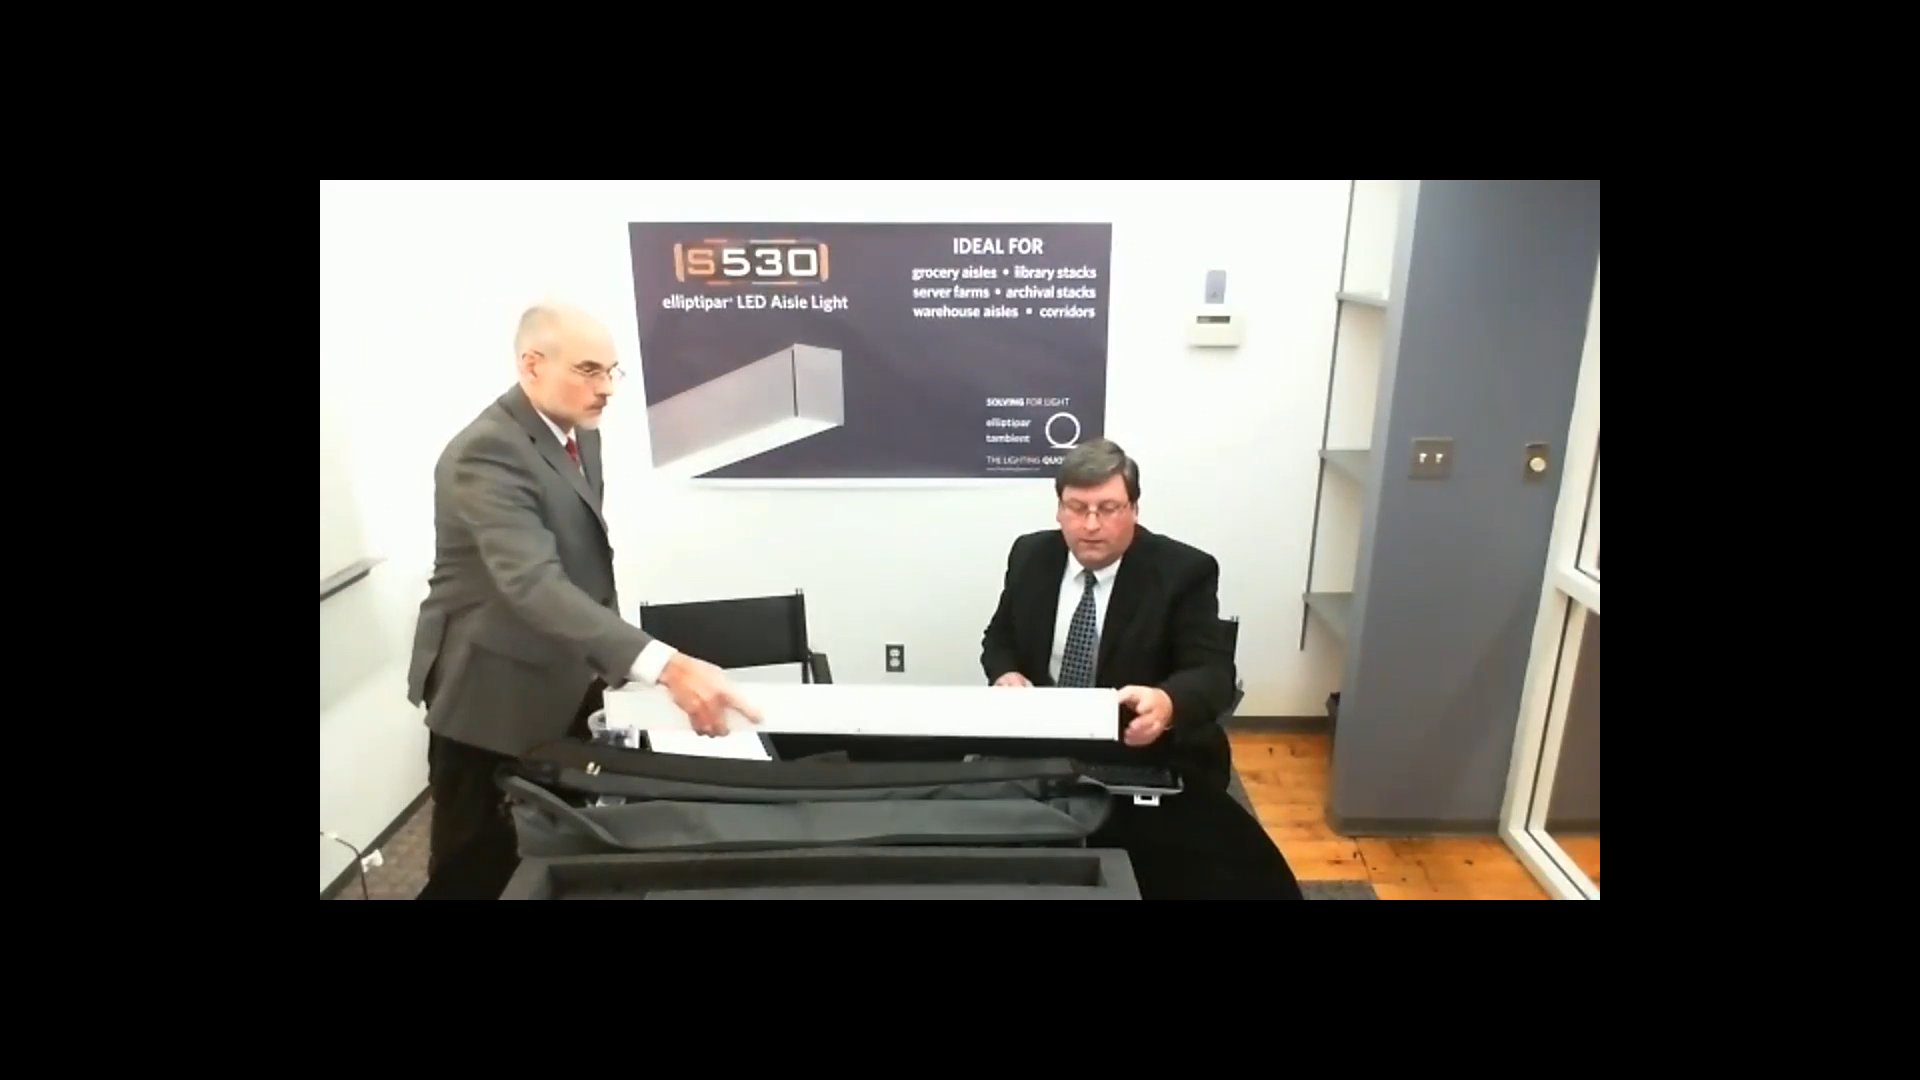 S530
elliptipar® LED Aisle Light
IDEAL FOR
grocery aisles • library stacks
server farms • archival stacks
warehouse aisles • corridors
SOLVING FOR LIGHT
elliptipar
tambient
THE LIGHTING